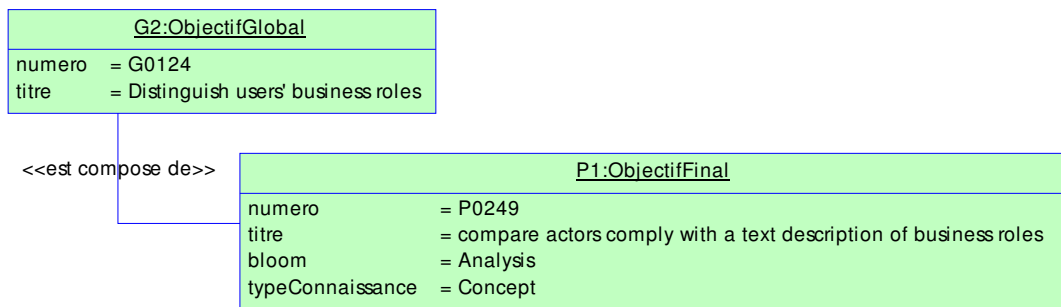 G2:ObjectifGlobal
numero = G0124
titre = Distinguish users' business roles
<<est compose de>>
P1:ObjectifFinal
numero = P0249
titre = compare actors comply with a text description of business roles
bloom = Analysis
typeConnaissance = Concept